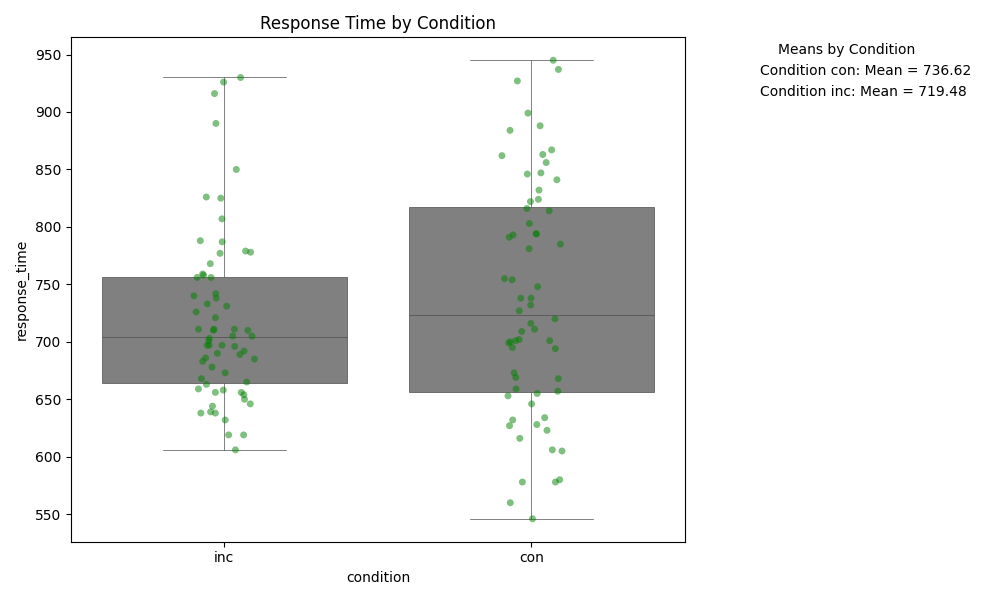 Response Time by Condition
Means by Condition
Condition con: Mean = 736.62
Condition inc: Mean = 719.48
950
900
850
800
750
700
650
600
550
response_time
inc
con
condition